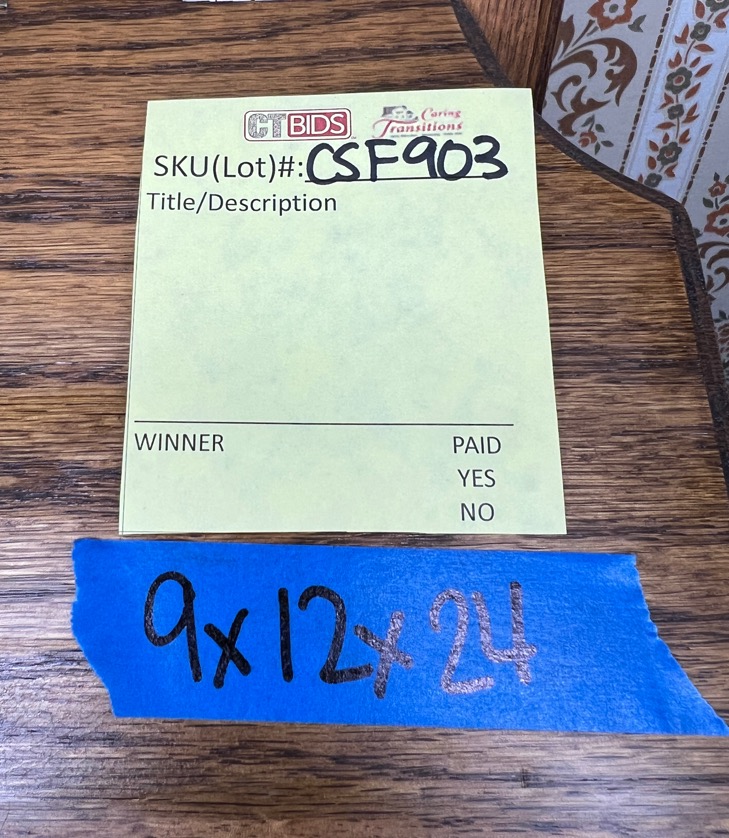 CTBIDS
Caring
Transitions
SKU(Lot)#: CSF903
Title/Description
WINNER PAID
YES
NO
9x12x24